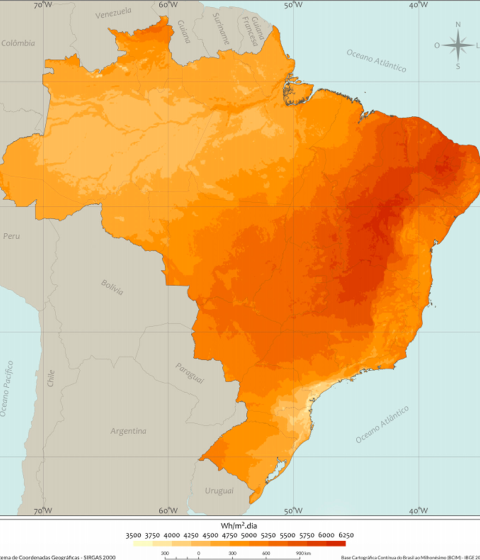 70°W
60°W
50°W
40°W
Venezuela
Colômbia
Guiana
Suriname
Guiana
Francesa
Oceano Atlântico
N
O
L
S
Peru
Bolívia
Paraguai
Chile
Oceano Pacífico
Argentina
Oceano Atlântico
Uruguai
70°W
60°W
50°W
40°W
Wh/m².dia
3500 3750 4000 4250 4500 4750 5000 5250 5500 5750 6000 6250
300 0 300 600 900 km
ema de Coordenadas Geográficas - SIRGAS 2000
Base Cartográfica Contínua do Brasil ao Milionésimo (BCIM) - IBGE 20